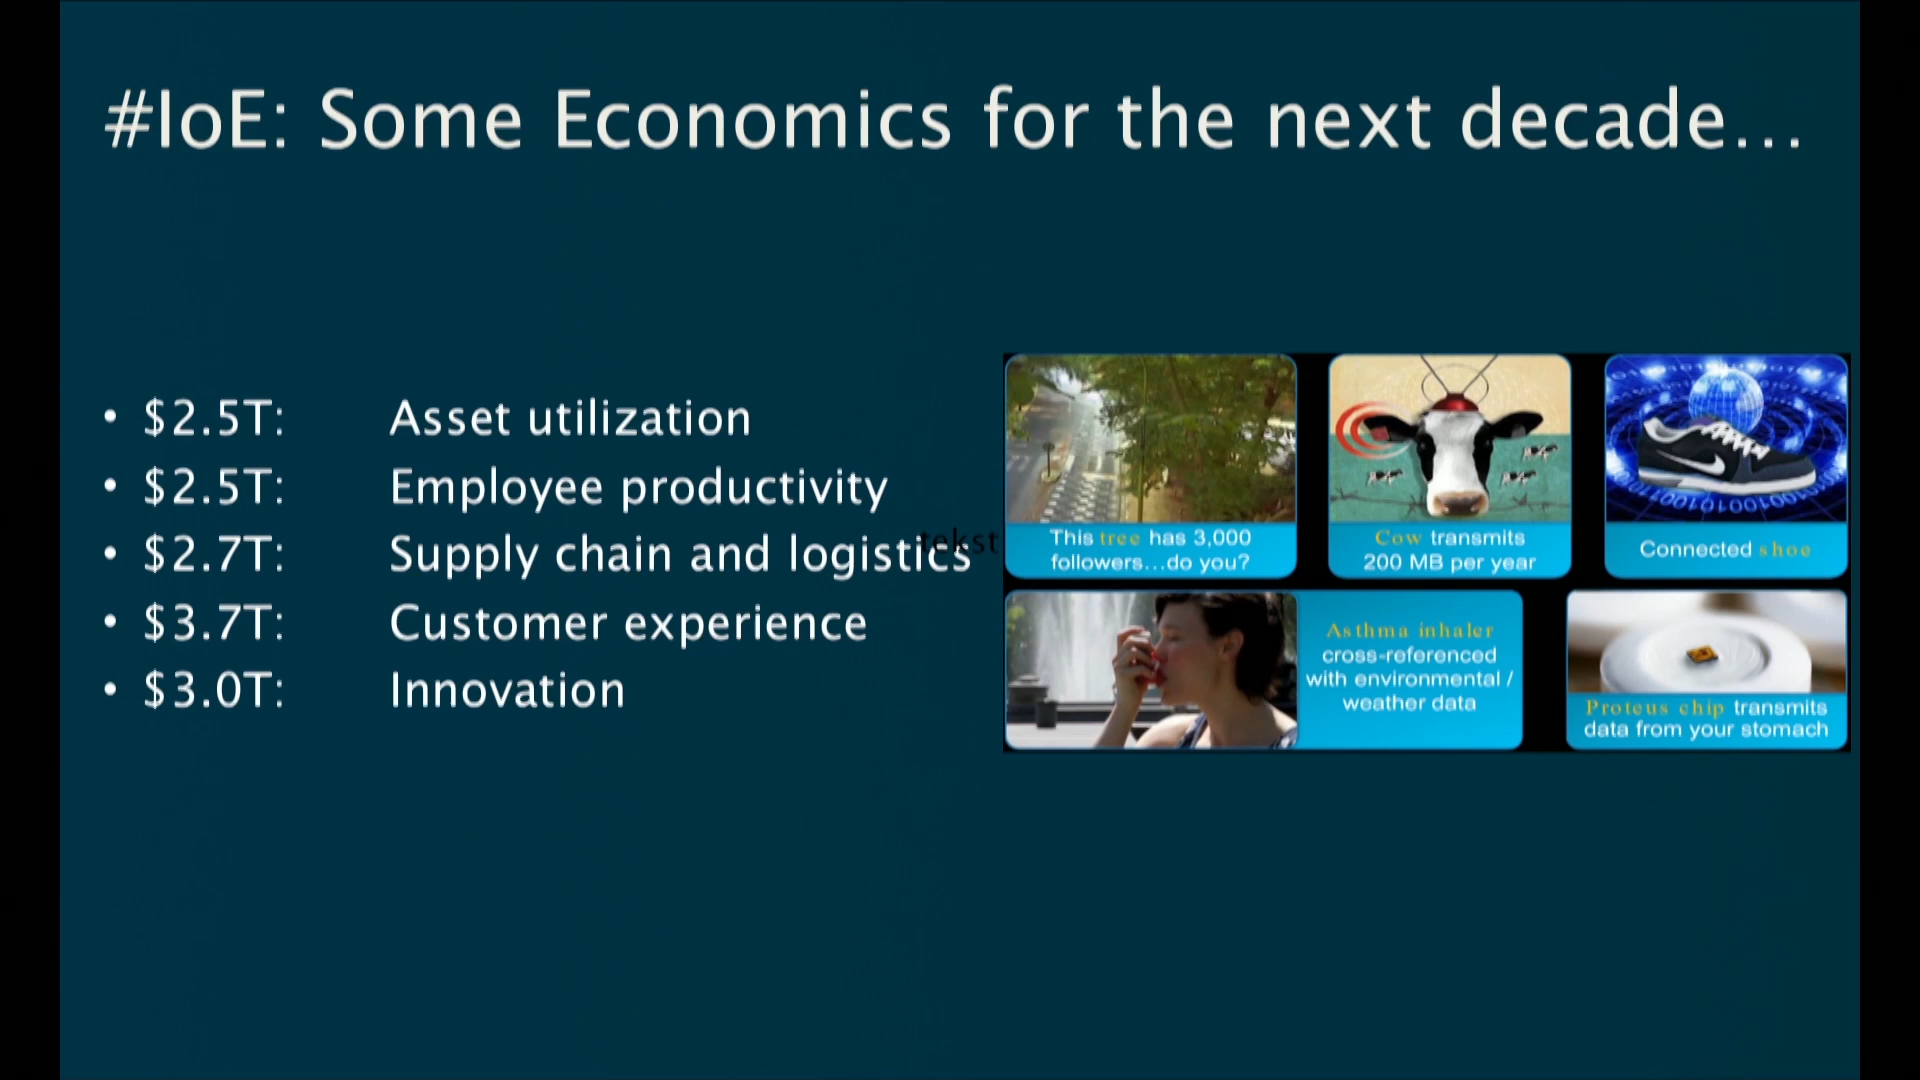 #IoE: Some Economics for the next decade...
• $2.5T: Asset utilization
• $2.5T: Employee productivity
• $2.7T: Supply chain and logistics
• $3.7T: Customer experience
• $3.0T: Innovation
tekst
This tree has 3,000
followers...do you?
Cow transmits
200 MB per year
Connected shoe
Asthma inhaler
cross-referenced
with environmental /
weather data
Proteus chip transmits
data from your stomach